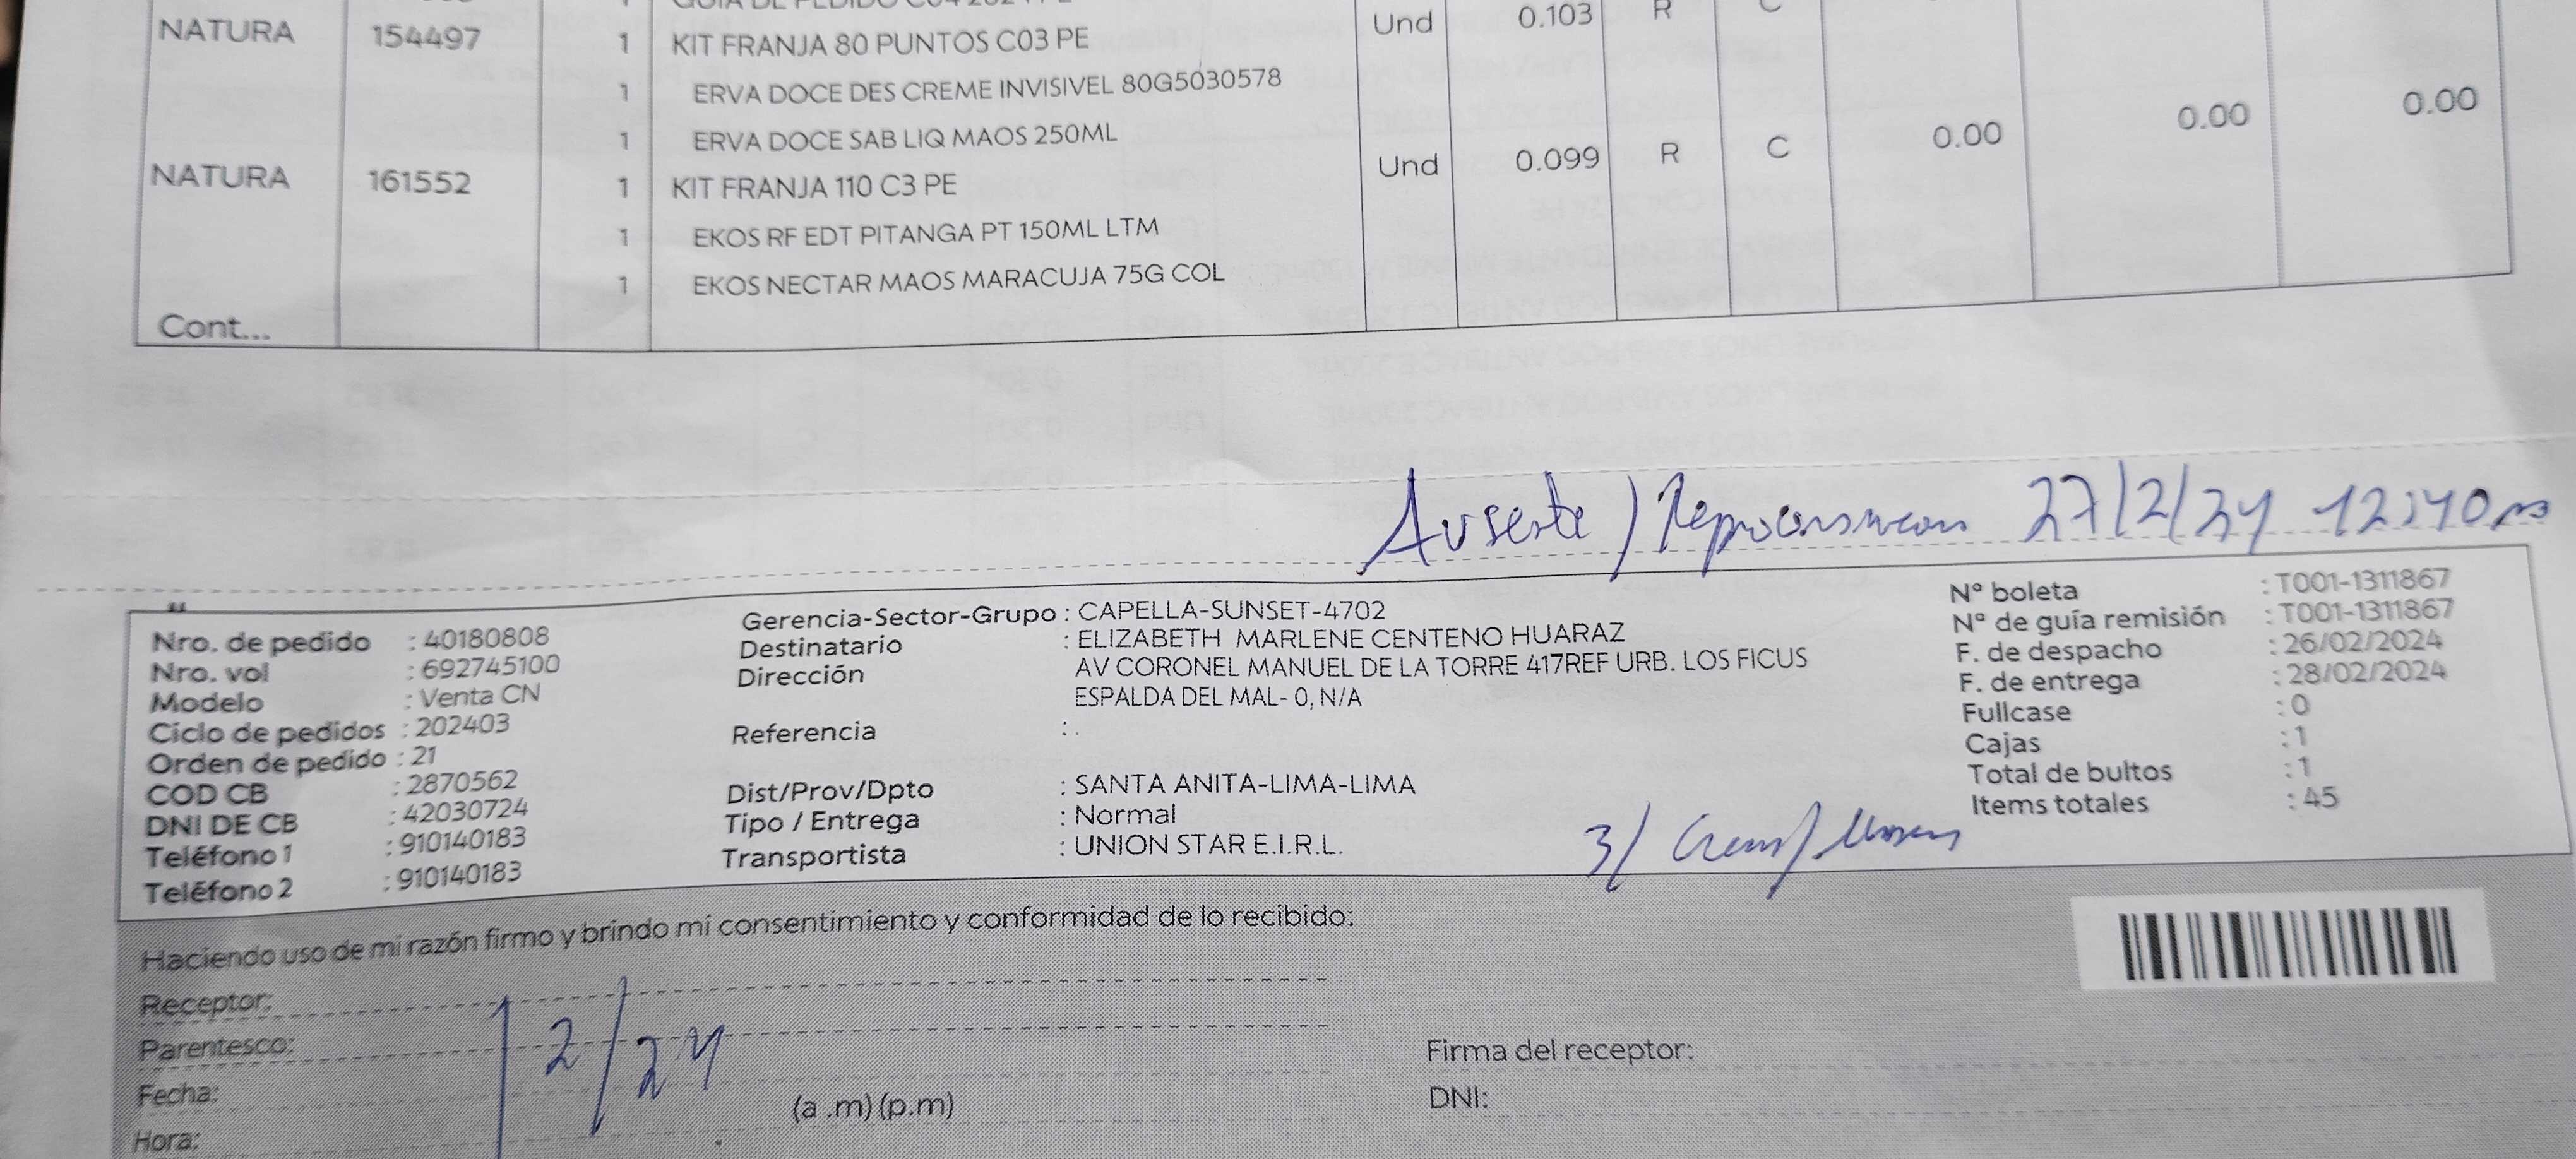 GUIA DE PEDIDO
NATURA 154497 1 KIT FRANJA 80 PUNTOS C03 PE Und 0.103 R C
1 ERVA DOCE DES CREME INVISIVEL 80G5030578
1 ERVA DOCE SAB LIQ MAOS 250ML
NATURA 161552 1 KIT FRANJA 110 C3 PE Und 0.099 R C 0.00 0.00 0.00
1 EKOS RF EDT PITANGA PT 150ML LTM
1 EKOS NECTAR MAOS MARACUJA 75G COL
Cont...
Ausente / 27/2/24 12:40
Nro. de pedido : 40180808
Nro. vol : 692745100
Modelo : Venta CN
Ciclo de pedidos : 202403
Orden de pedido : 21
COD CB : 2870562
DNI DE CB : 42030724
Teléfono 1 : 910140183
Teléfono 2 : 910140183
Gerencia-Sector-Grupo : CAPELLA-SUNSET-4702
Destinatario : ELIZABETH MARLENE CENTENO HUARAZ
Dirección AV CORONEL MANUEL DE LA TORRE 417REF URB. LOS FICUS
ESPALDA DEL MAL- 0, N/A
Referencia : .
Dist/Prov/Dpto : SANTA ANITA-LIMA-LIMA
Tipo / Entrega : Normal
Transportista : UNION STAR E.I.R.L.
N° boleta : T001-1311867
N° de guía remisión : T001-1311867
F. de despacho : 26/02/2024
F. de entrega : 28/02/2024
Fullcase : 0
Cajas : 1
Total de bultos : 1
Items totales : 45
3/
Haciendo uso de mi razón firmo y brindo mi consentimiento y conformidad de lo recibido:
Receptor:
Parentesco:
Fecha: / 2/24
Hora: (a .m) (p.m)
Firma del receptor:
DNI: